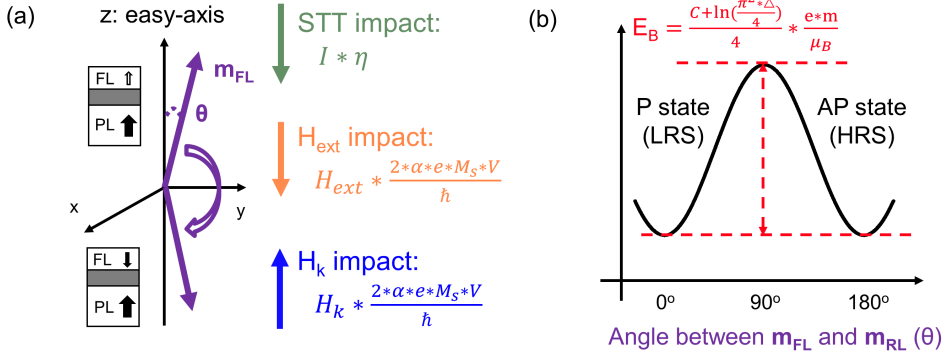 (a)
z: easy-axis
FL
PL
m_FL
θ
x
y
FL
PL
STT impact:
I * η
H_ext impact:
H_ext * (2*α*e*M_s*V)/ħ
H_k impact:
H_k * (2*α*e*M_s*V)/ħ
(b)
E_B = (C+ln((π²*Δ)/4))/4 * (e*m)/μ_B
P state
(LRS)
AP state
(HRS)
0° 90° 180°
Angle between m_FL and m_RL (θ)